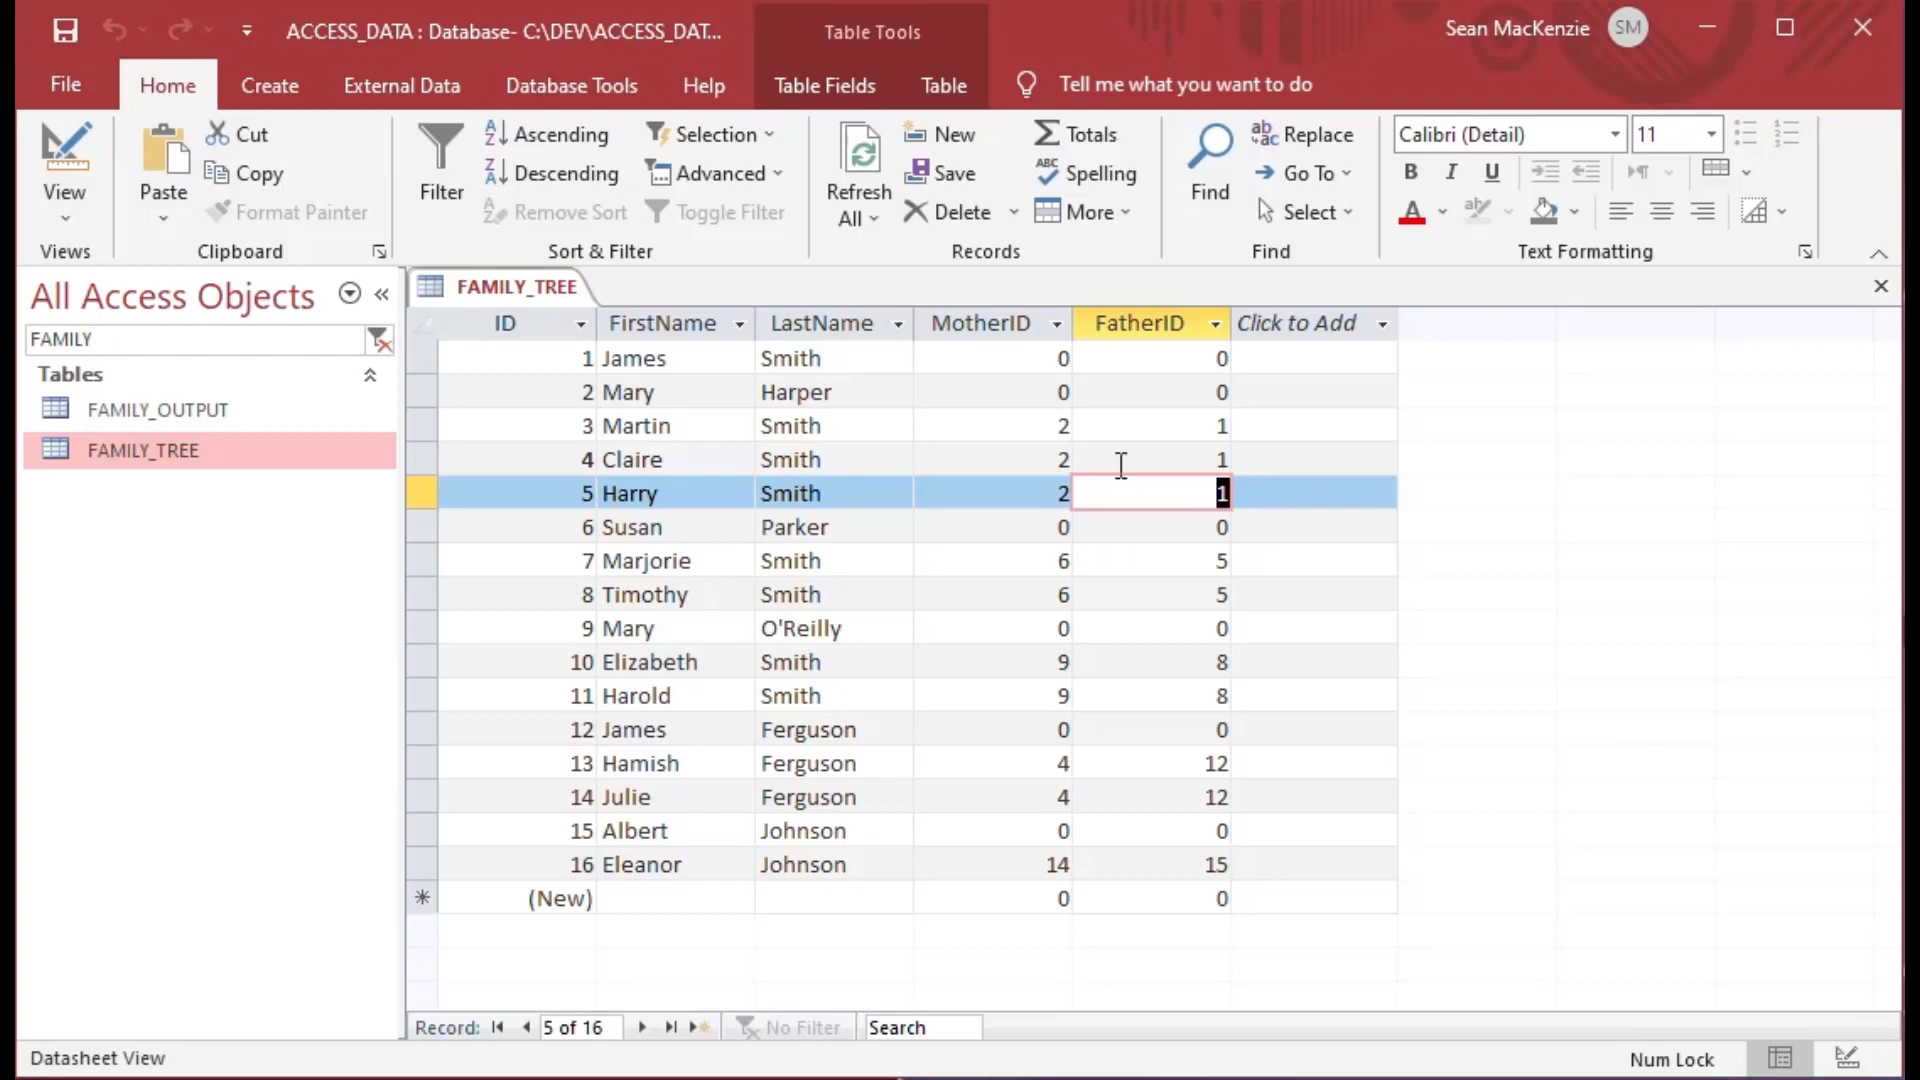 ACCESS_DATA : Database- C:\DEV\ACCESS_DAT... Table Tools Sean MacKenzie SM
File Home Create External Data Database Tools Help Table Fields Table Tell me what you want to do
View
Views
Paste
Cut
Copy
Format Painter
Clipboard
Filter
Ascending
Descending
Remove Sort
Selection
Advanced
Toggle Filter
Sort & Filter
Refresh
All
New
Save
Delete
Totals
Spelling
More
Records
Find
Replace
Go To
Select
Find
Calibri (Detail) 11
B I U
A
Text Formatting
All Access Objects
FAMILY
Tables
FAMILY_OUTPUT
FAMILY_TREE
FAMILY_TREE
ID FirstName LastName MotherID FatherID Click to Add
1 James Smith 0 0
2 Mary Harper 0 0
3 Martin Smith 2 1
4 Claire Smith 2 1
5 Harry Smith 2 1
6 Susan Parker 0 0
7 Marjorie Smith 6 5
8 Timothy Smith 6 5
9 Mary O'Reilly 0 0
10 Elizabeth Smith 9 8
11 Harold Smith 9 8
12 James Ferguson 0 0
13 Hamish Ferguson 4 12
14 Julie Ferguson 4 12
15 Albert Johnson 0 0
16 Eleanor Johnson 14 15
* (New) 0 0
Record: 5 of 16 No Filter Search
Datasheet View Num Lock